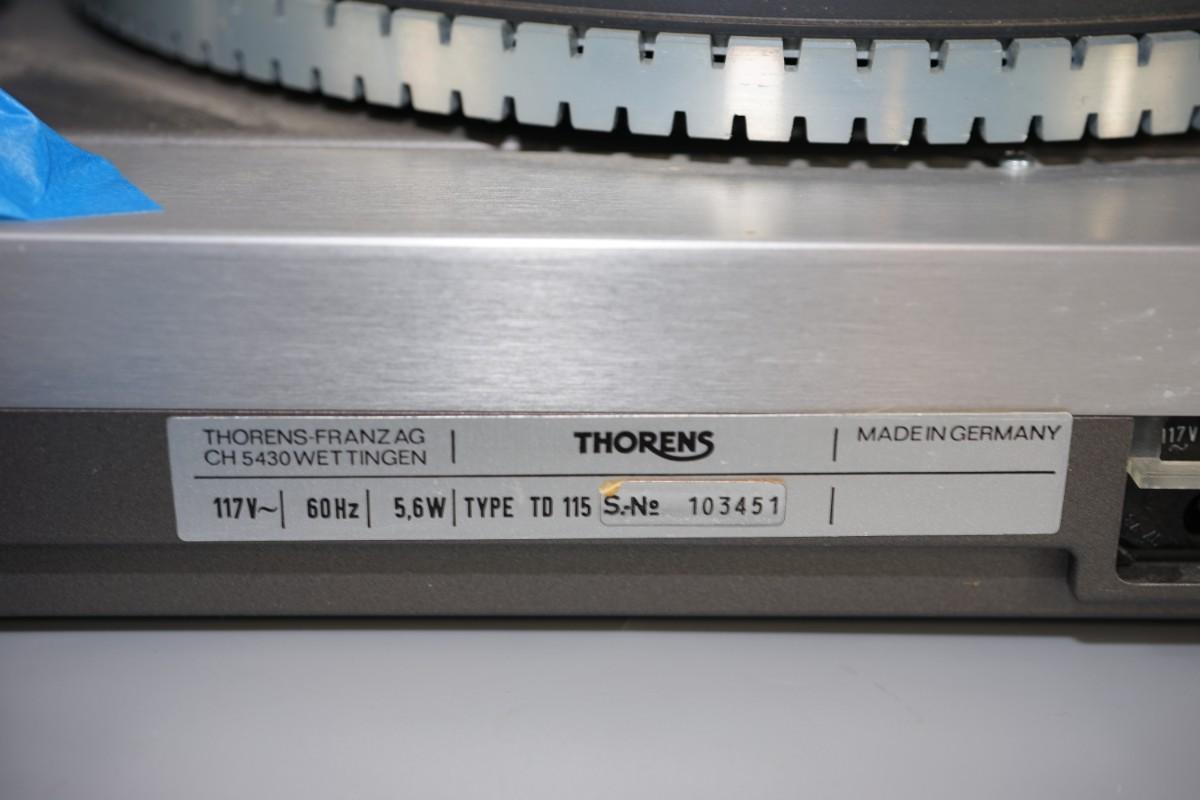 THORENS-FRANZ AG
CH 5430 WETTINGEN
THORENS
MADE IN GERMANY
117V~ 60Hz 5,6W TYPE TD 115 S.-№ 103451
117V
~